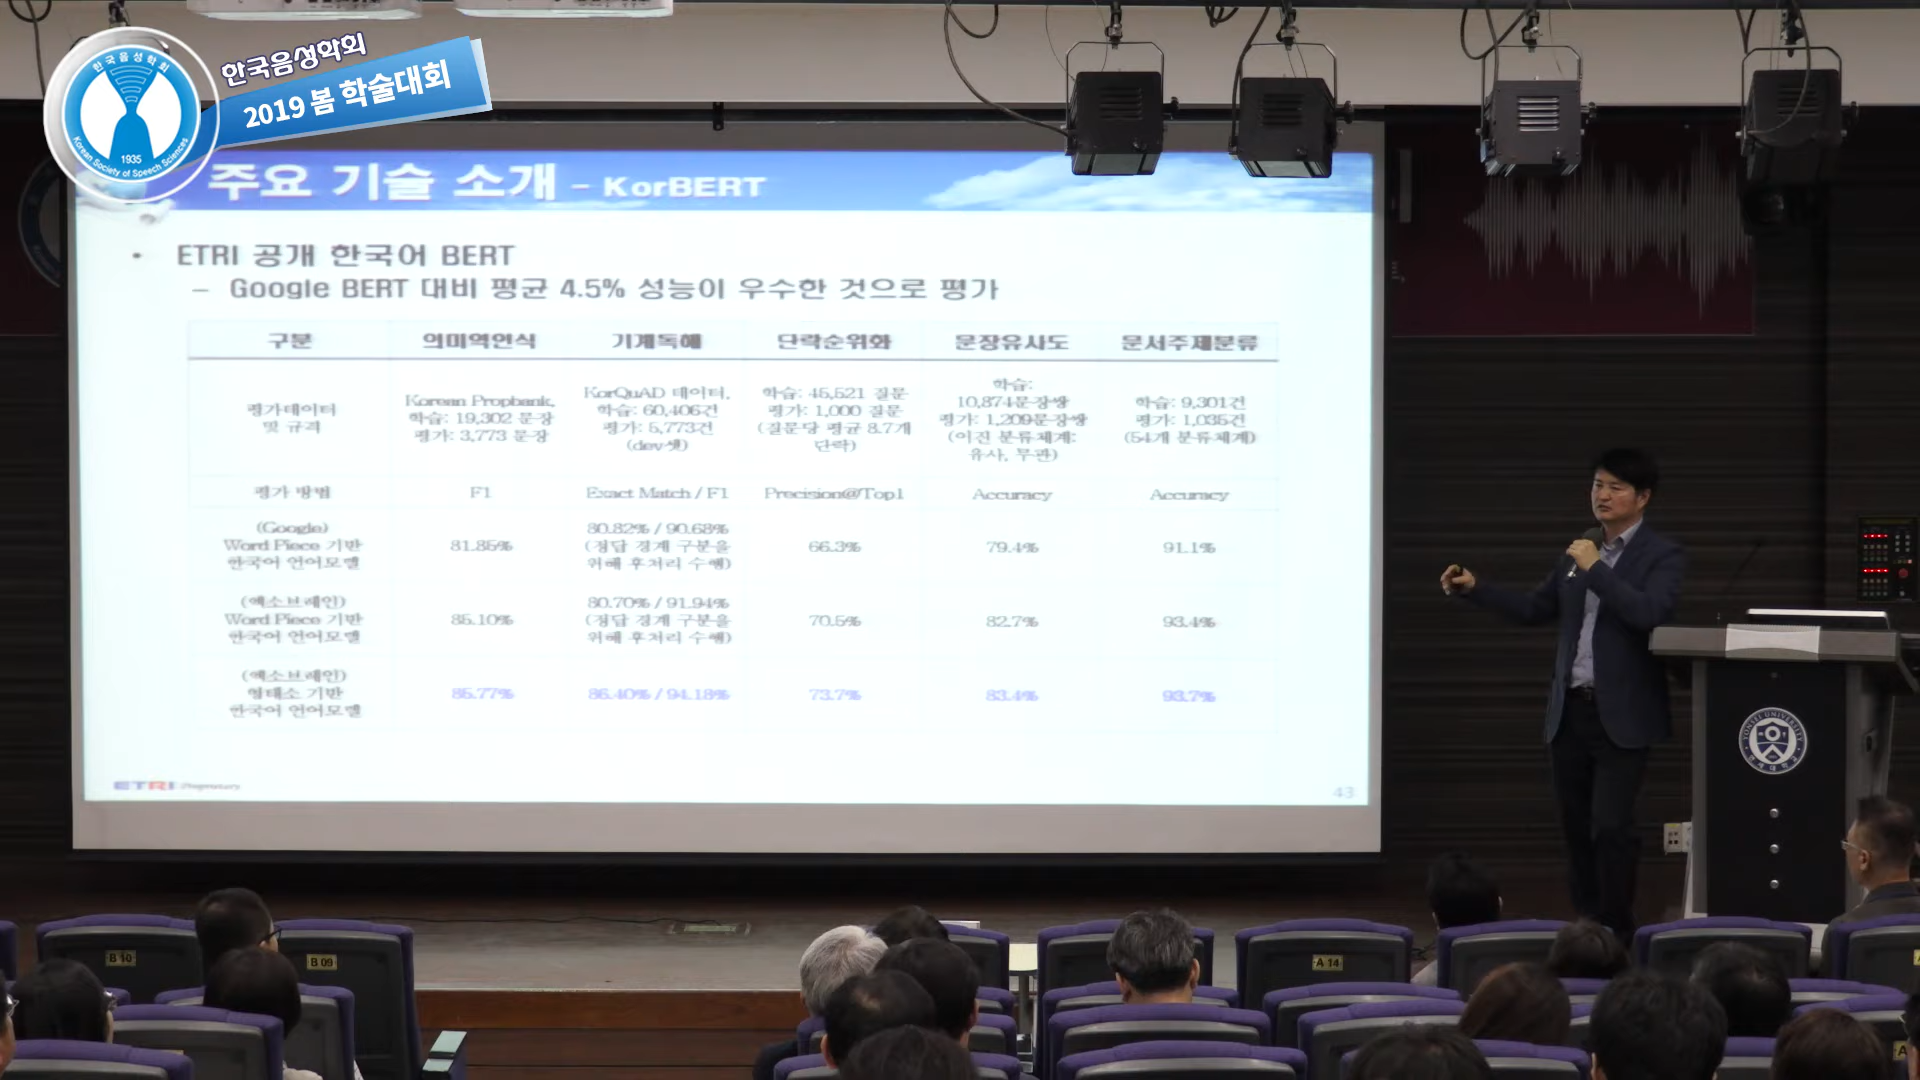 한국음성학회
2019 봄 학술대회
한국음성학회
1935
Korean Society of Speech Sciences
주요 기술 소개 - KorBERT
• ETRI 공개 한국어 BERT
– Google BERT 대비 평균 4.5% 성능이 우수한 것으로 평가
구분 의미역인식 기계독해 단락순위화 문장유사도 문서주제분류
평가데이터
및 규격
Korean Propbank,
학습: 19,302 문장
평가: 3,773 문장
KorQuAD 데이터,
학습: 60,406건
평가: 5,773건
(dev셋)
학습: 45,521 질문
평가: 1,000 질문
(질문당 평균 8.7개
단락)
학습:
10,874문장쌍
평가: 1,209문장쌍
(이진 분류체계:
유사, 무관)
학습: 9,301건
평가: 1,035건
(54개 분류체계)
평가 방법 F1 Exact Match / F1 Precision@Top1 Accuracy Accuracy
(Google)
Word Piece 기반
한국어 언어모델
81.85%
80.82% / 90.68%
(정답 경계 구분을
위해 후처리 수행)
66.3%
79.4%
91.1%
(엑소브레인)
Word Piece 기반
한국어 언어모델
85.10%
80.70% / 91.94%
(정답 경계 구분을
위해 후처리 수행)
70.5%
82.7%
93.4%
(엑소브레인)
형태소 기반
한국어 언어모델
85.77%
86.40% / 94.18%
73.7%
83.4%
93.7%
ETRI Proprietary
43
YONSEI UNIVERSITY
B 10
B 09
A 14